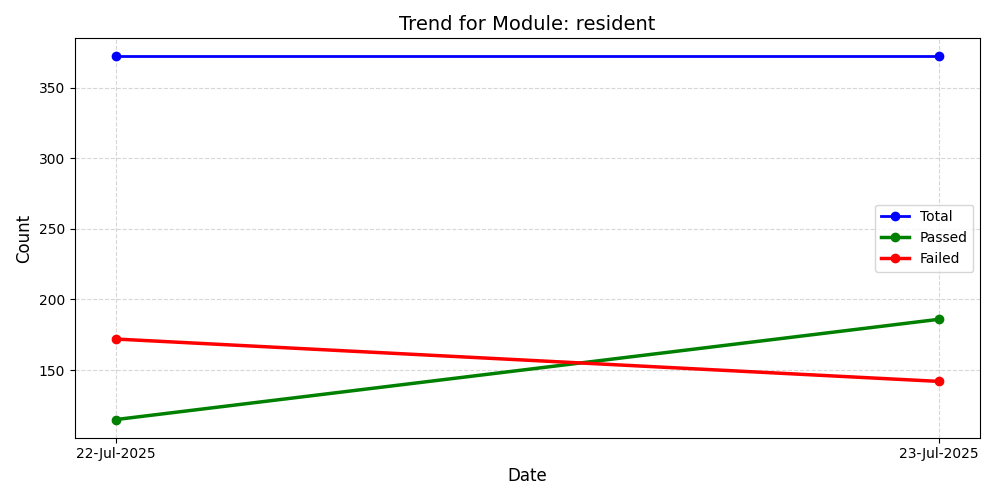 Trend for Module: resident
Count
350
300
250
200
150
Total
Passed
Failed
22-Jul-2025
23-Jul-2025
Date